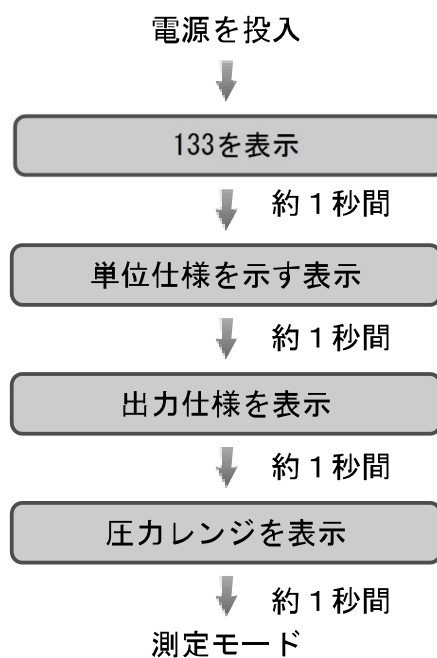 電源を投入
133を表示
約１秒間
単位仕様を示す表示
約１秒間
出力仕様を表示
約１秒間
圧力レンジを表示
約１秒間
測定モード